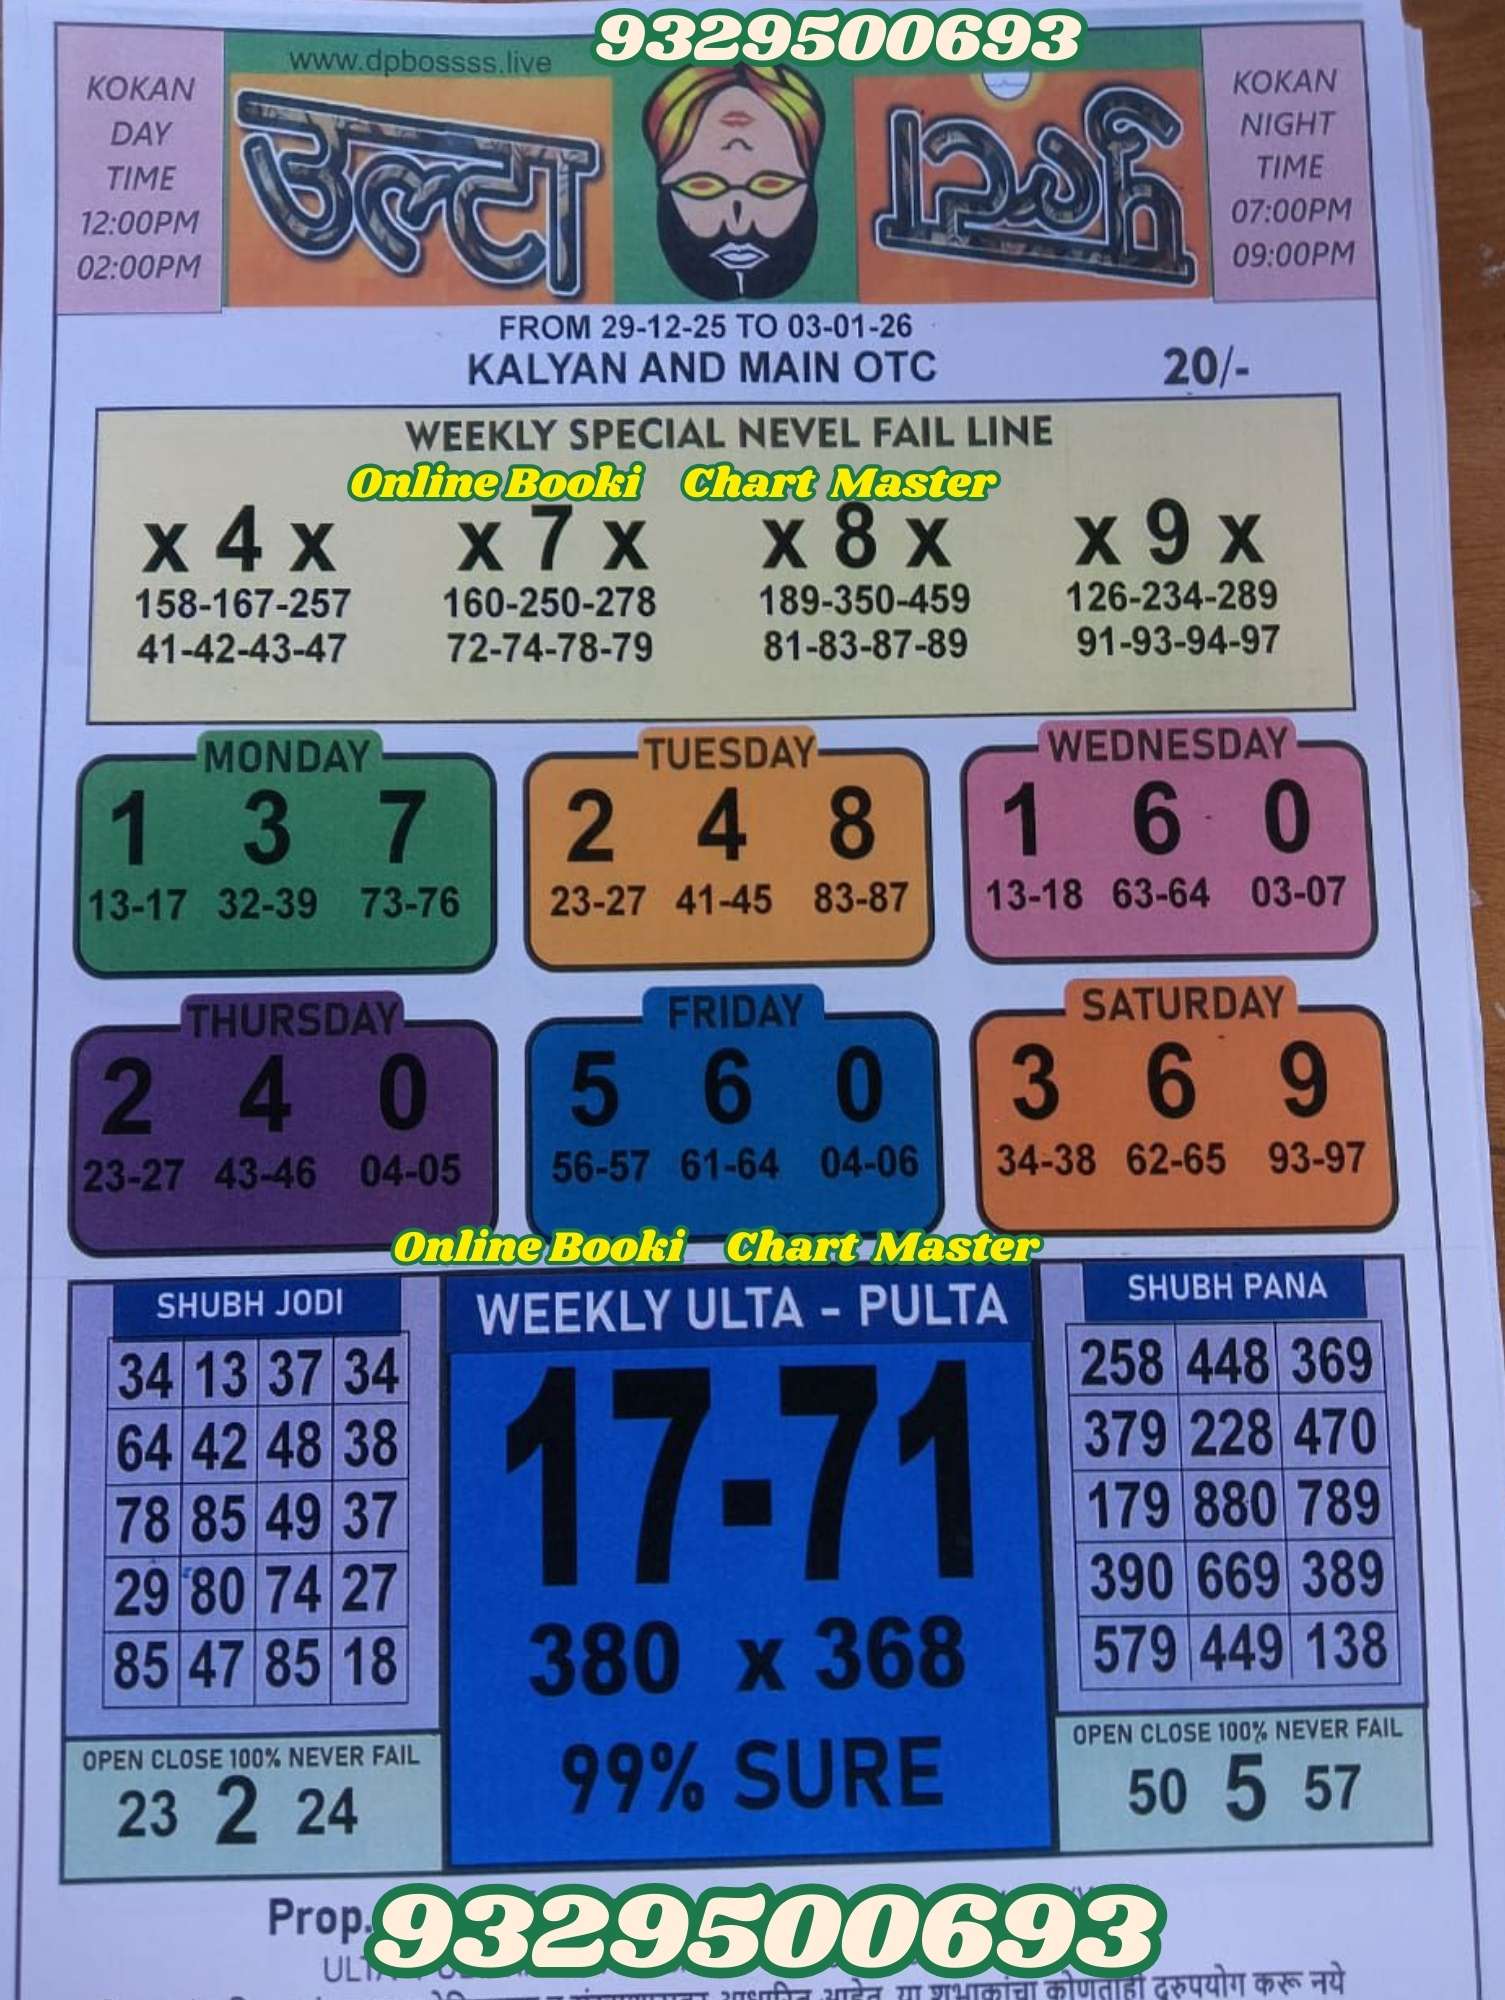 9329500693
www.dpbossss.live
KOKAN
DAY
TIME
12:00PM
02:00PM
उल्टा
पुल्टा
KOKAN
NIGHT
TIME
07:00PM
09:00PM
FROM 29-12-25 TO 03-01-26
KALYAN AND MAIN OTC 20/-
WEEKLY SPECIAL NEVEL FAIL LINE
Online Booki Chart Master
x 4 x x 7 x x 8 x x 9 x
158-167-257 160-250-278 189-350-459 126-234-289
41-42-43-47 72-74-78-79 81-83-87-89 91-93-94-97
MONDAY
1 3 7
13-17 32-39 73-76
TUESDAY
2 4 8
23-27 41-45 83-87
WEDNESDAY
1 6 0
13-18 63-64 03-07
THURSDAY
2 4 0
23-27 43-46 04-05
FRIDAY
5 6 0
56-57 61-64 04-06
SATURDAY
3 6 9
34-38 62-65 93-97
Online Booki Chart Master
SHUBH JODI
34 13 37 34
64 42 48 38
78 85 49 37
29 80 74 27
85 47 85 18
OPEN CLOSE 100% NEVER FAIL
23 2 24
WEEKLY ULTA - PULTA
17-71
380 x 368
99% SURE
SHUBH PANA
258 448 369
379 228 470
179 880 789
390 669 389
579 449 138
OPEN CLOSE 100% NEVER FAIL
50 5 57
Prop.
9329500693
या शुभाकांचा कोणताही दुरुपयोग करू नये